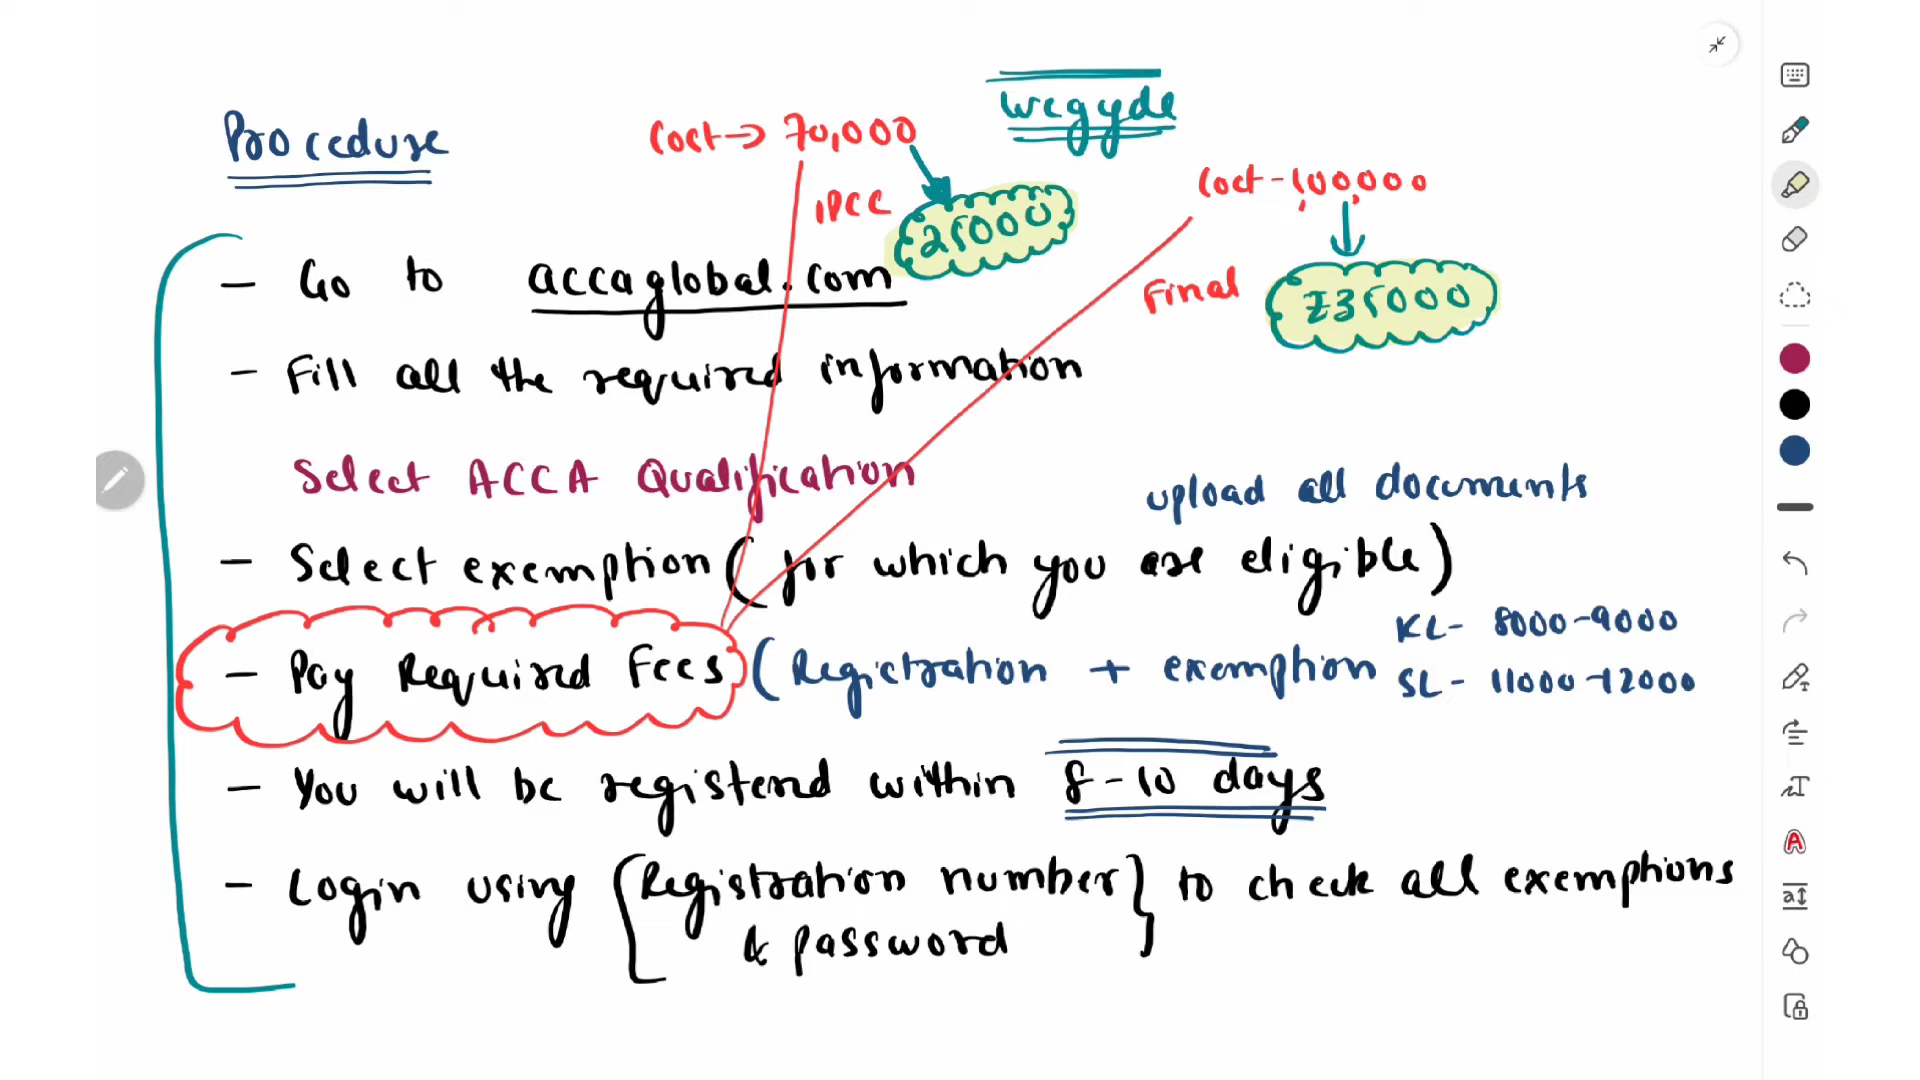 wegyde
Procedure
Cost → 70,000
IPCC
25000
Cost - 1,00,000
Final
₹35000
- Go to accaglobal.com
- Fill all the required information
Select ACCA Qualification
upload all documents
- Select exemption (for which you are eligible)
KL - 8000-9000
- Pay Required Fees (Registration + exemption
SL - 11000-12000
- You will be registered within 8-10 days
- Login using {Registration number} to check all exemptions
& password